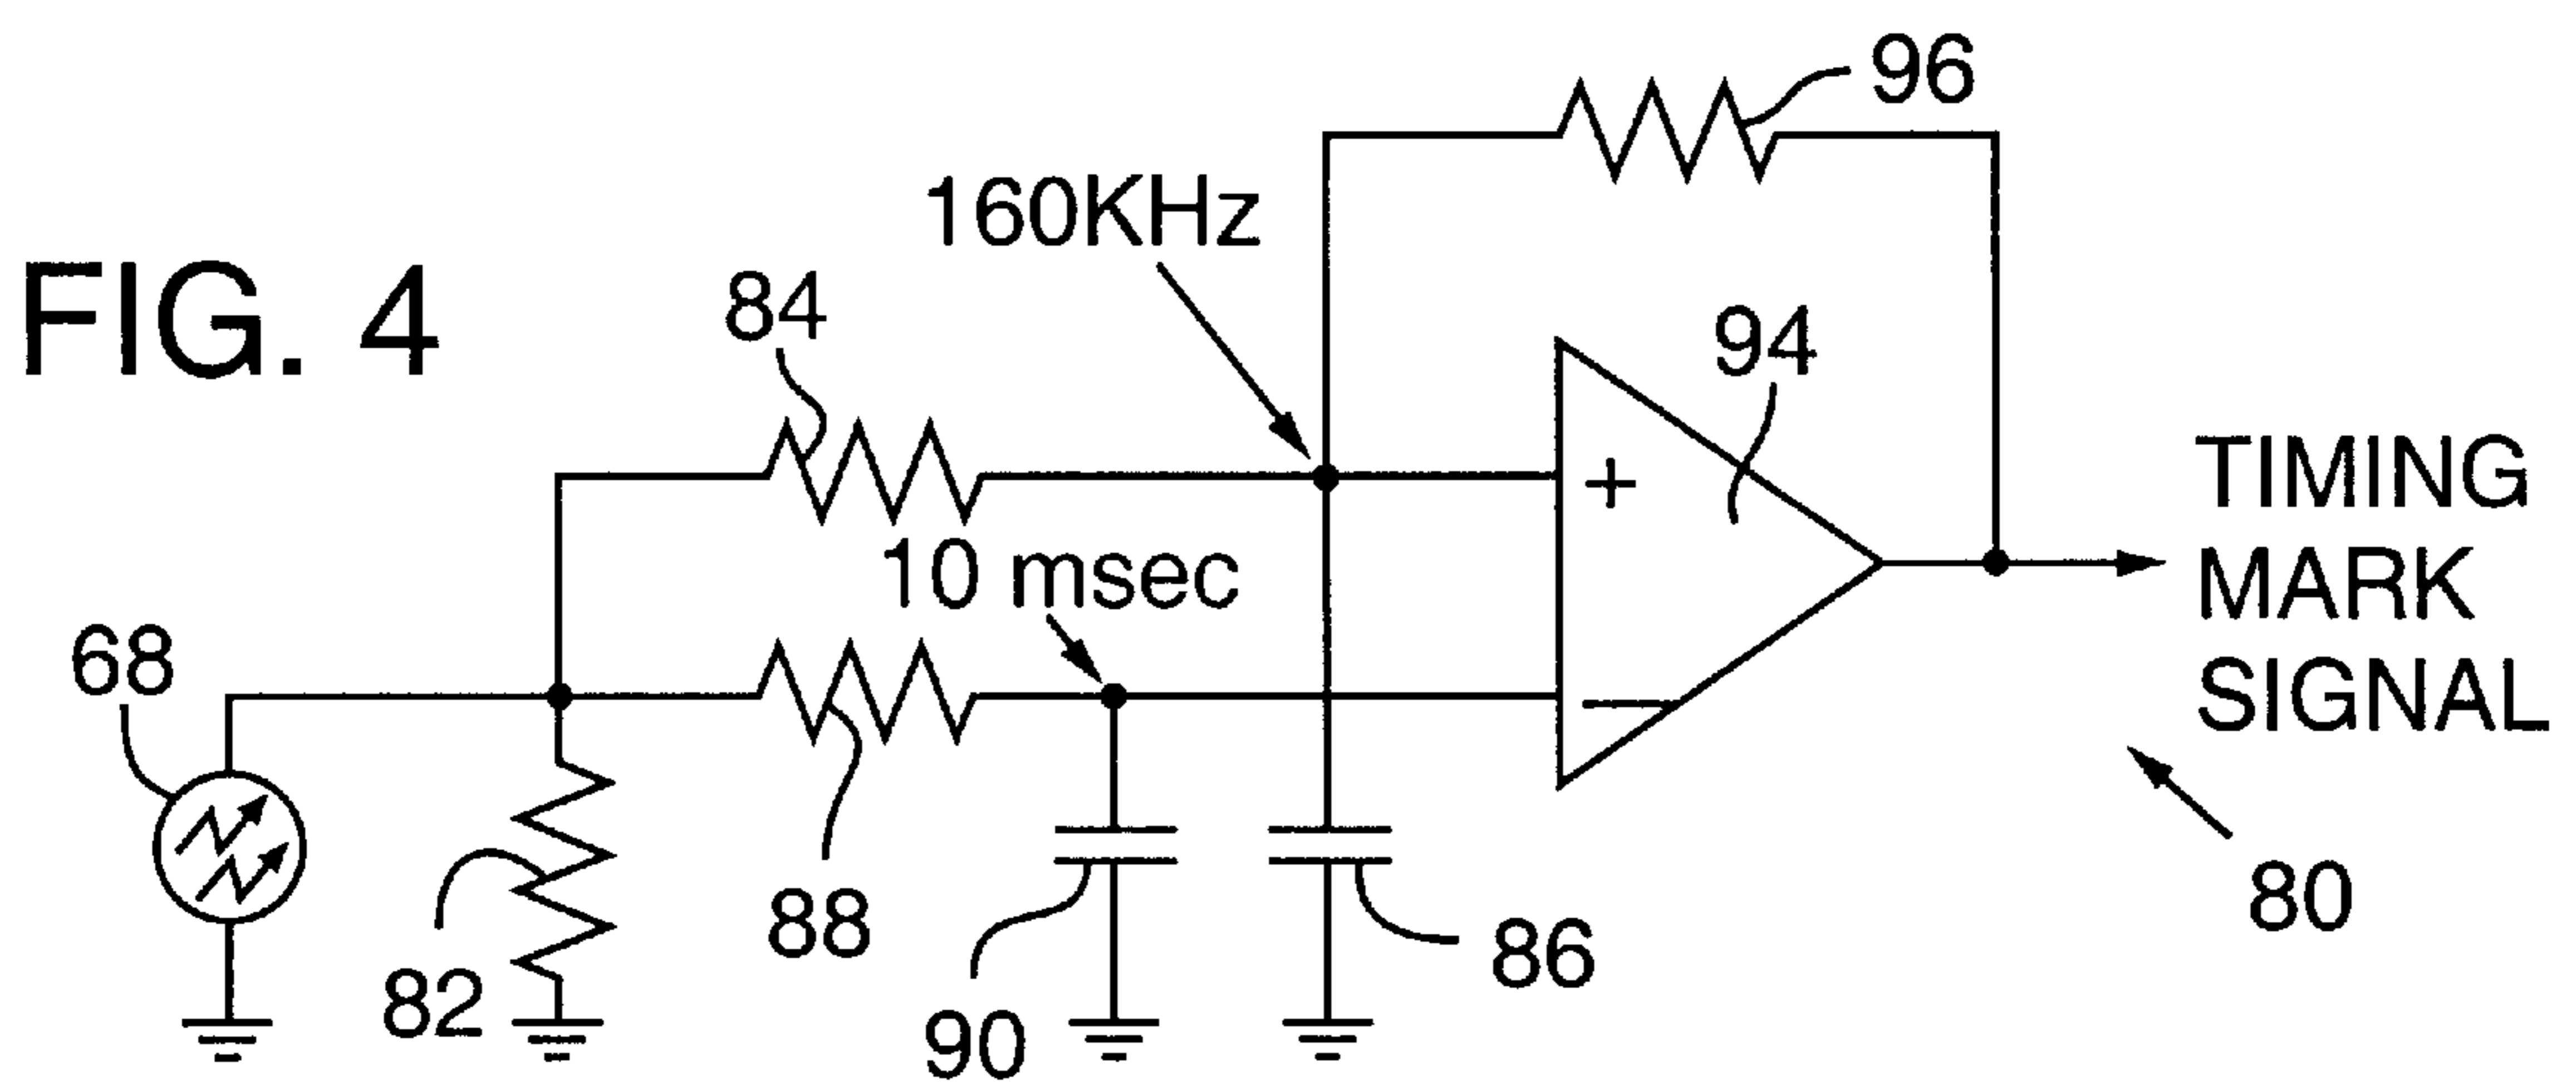 FIG. 4
96
160KHz
84
94
10 msec
68
TIMING
MARK
SIGNAL
88
82
90
86
80
+
−